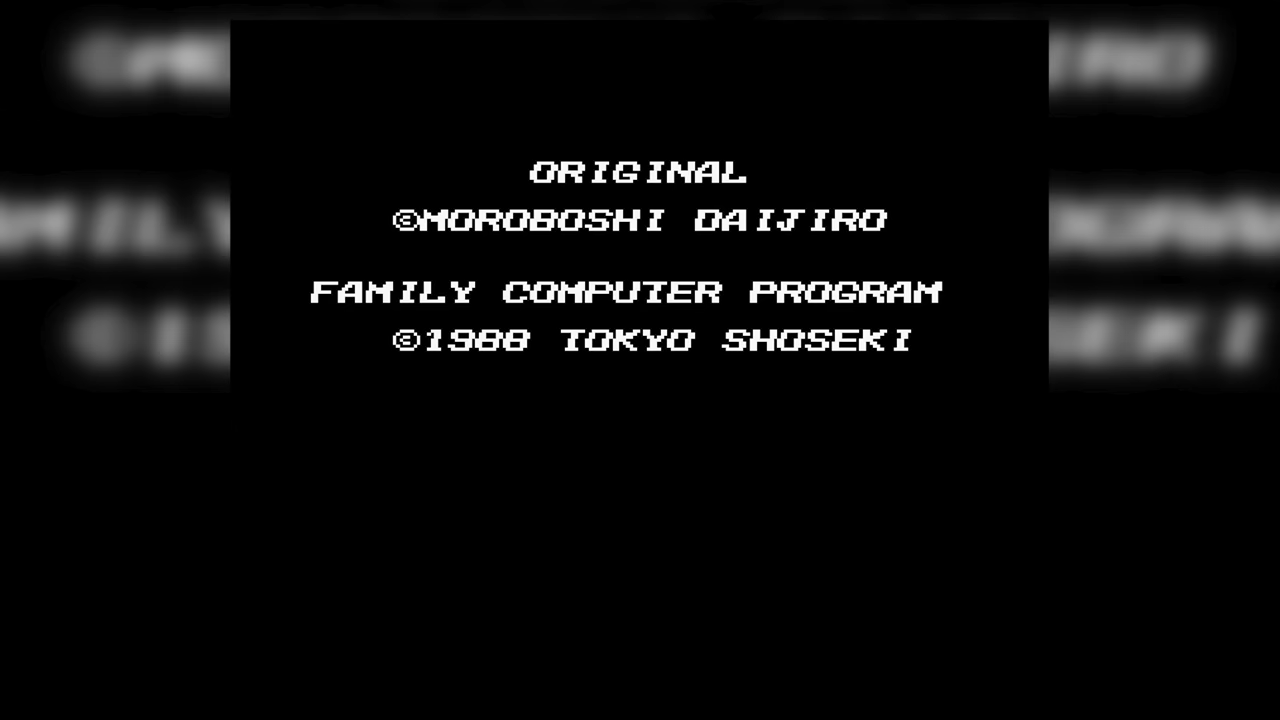 ORIGINAL
©MOROBOSHI DAIJIRO
FAMILY COMPUTER PROGRAM
©1988 TOKYO SHOSEKI